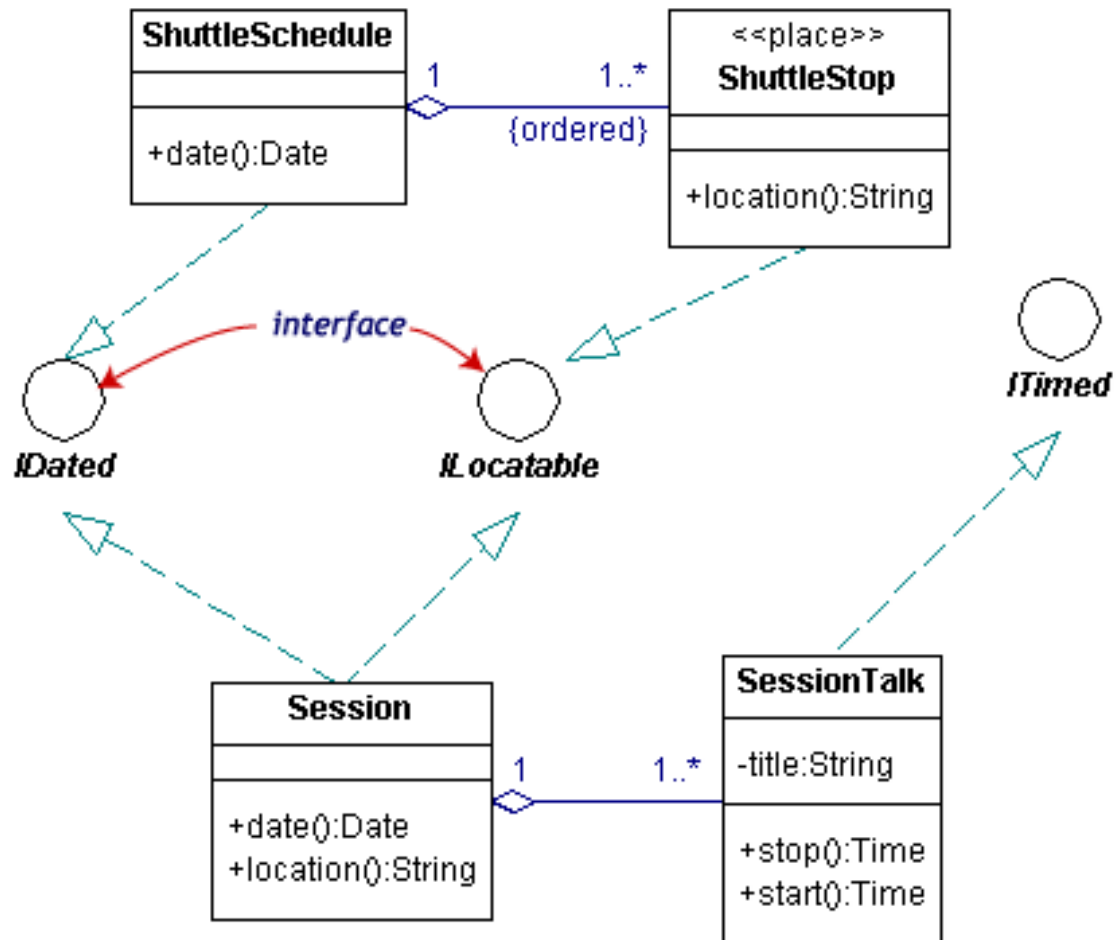 ShuttleSchedule
+date():Date
1
1..*
{ordered}
<<place>>
ShuttleStop
+location():String
interface
IDated
ILocatable
ITimed
Session
+date():Date
+location():String
1
1..*
SessionTalk
-title:String
+stop():Time
+start():Time